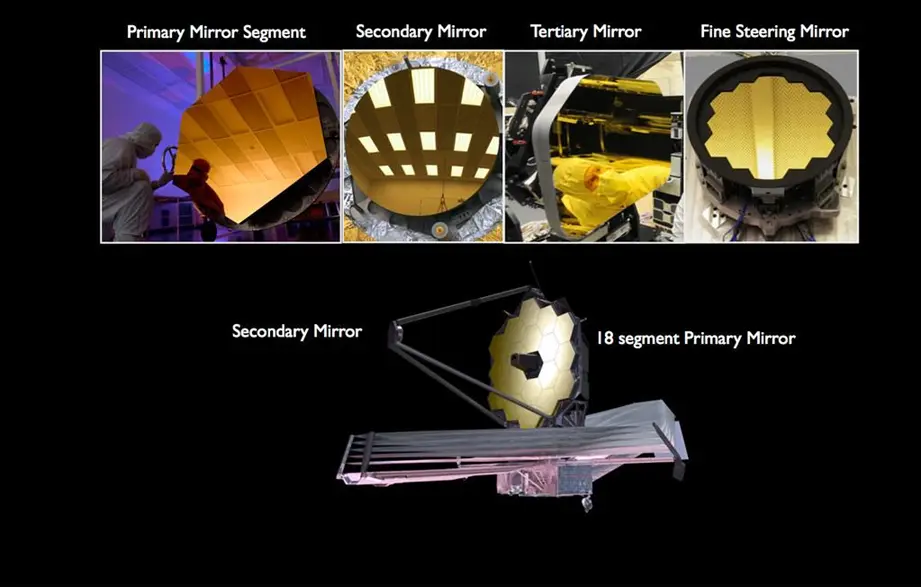 Primary Mirror Segment
Secondary Mirror
Tertiary Mirror
Fine Steering Mirror
Secondary Mirror
18 segment Primary Mirror